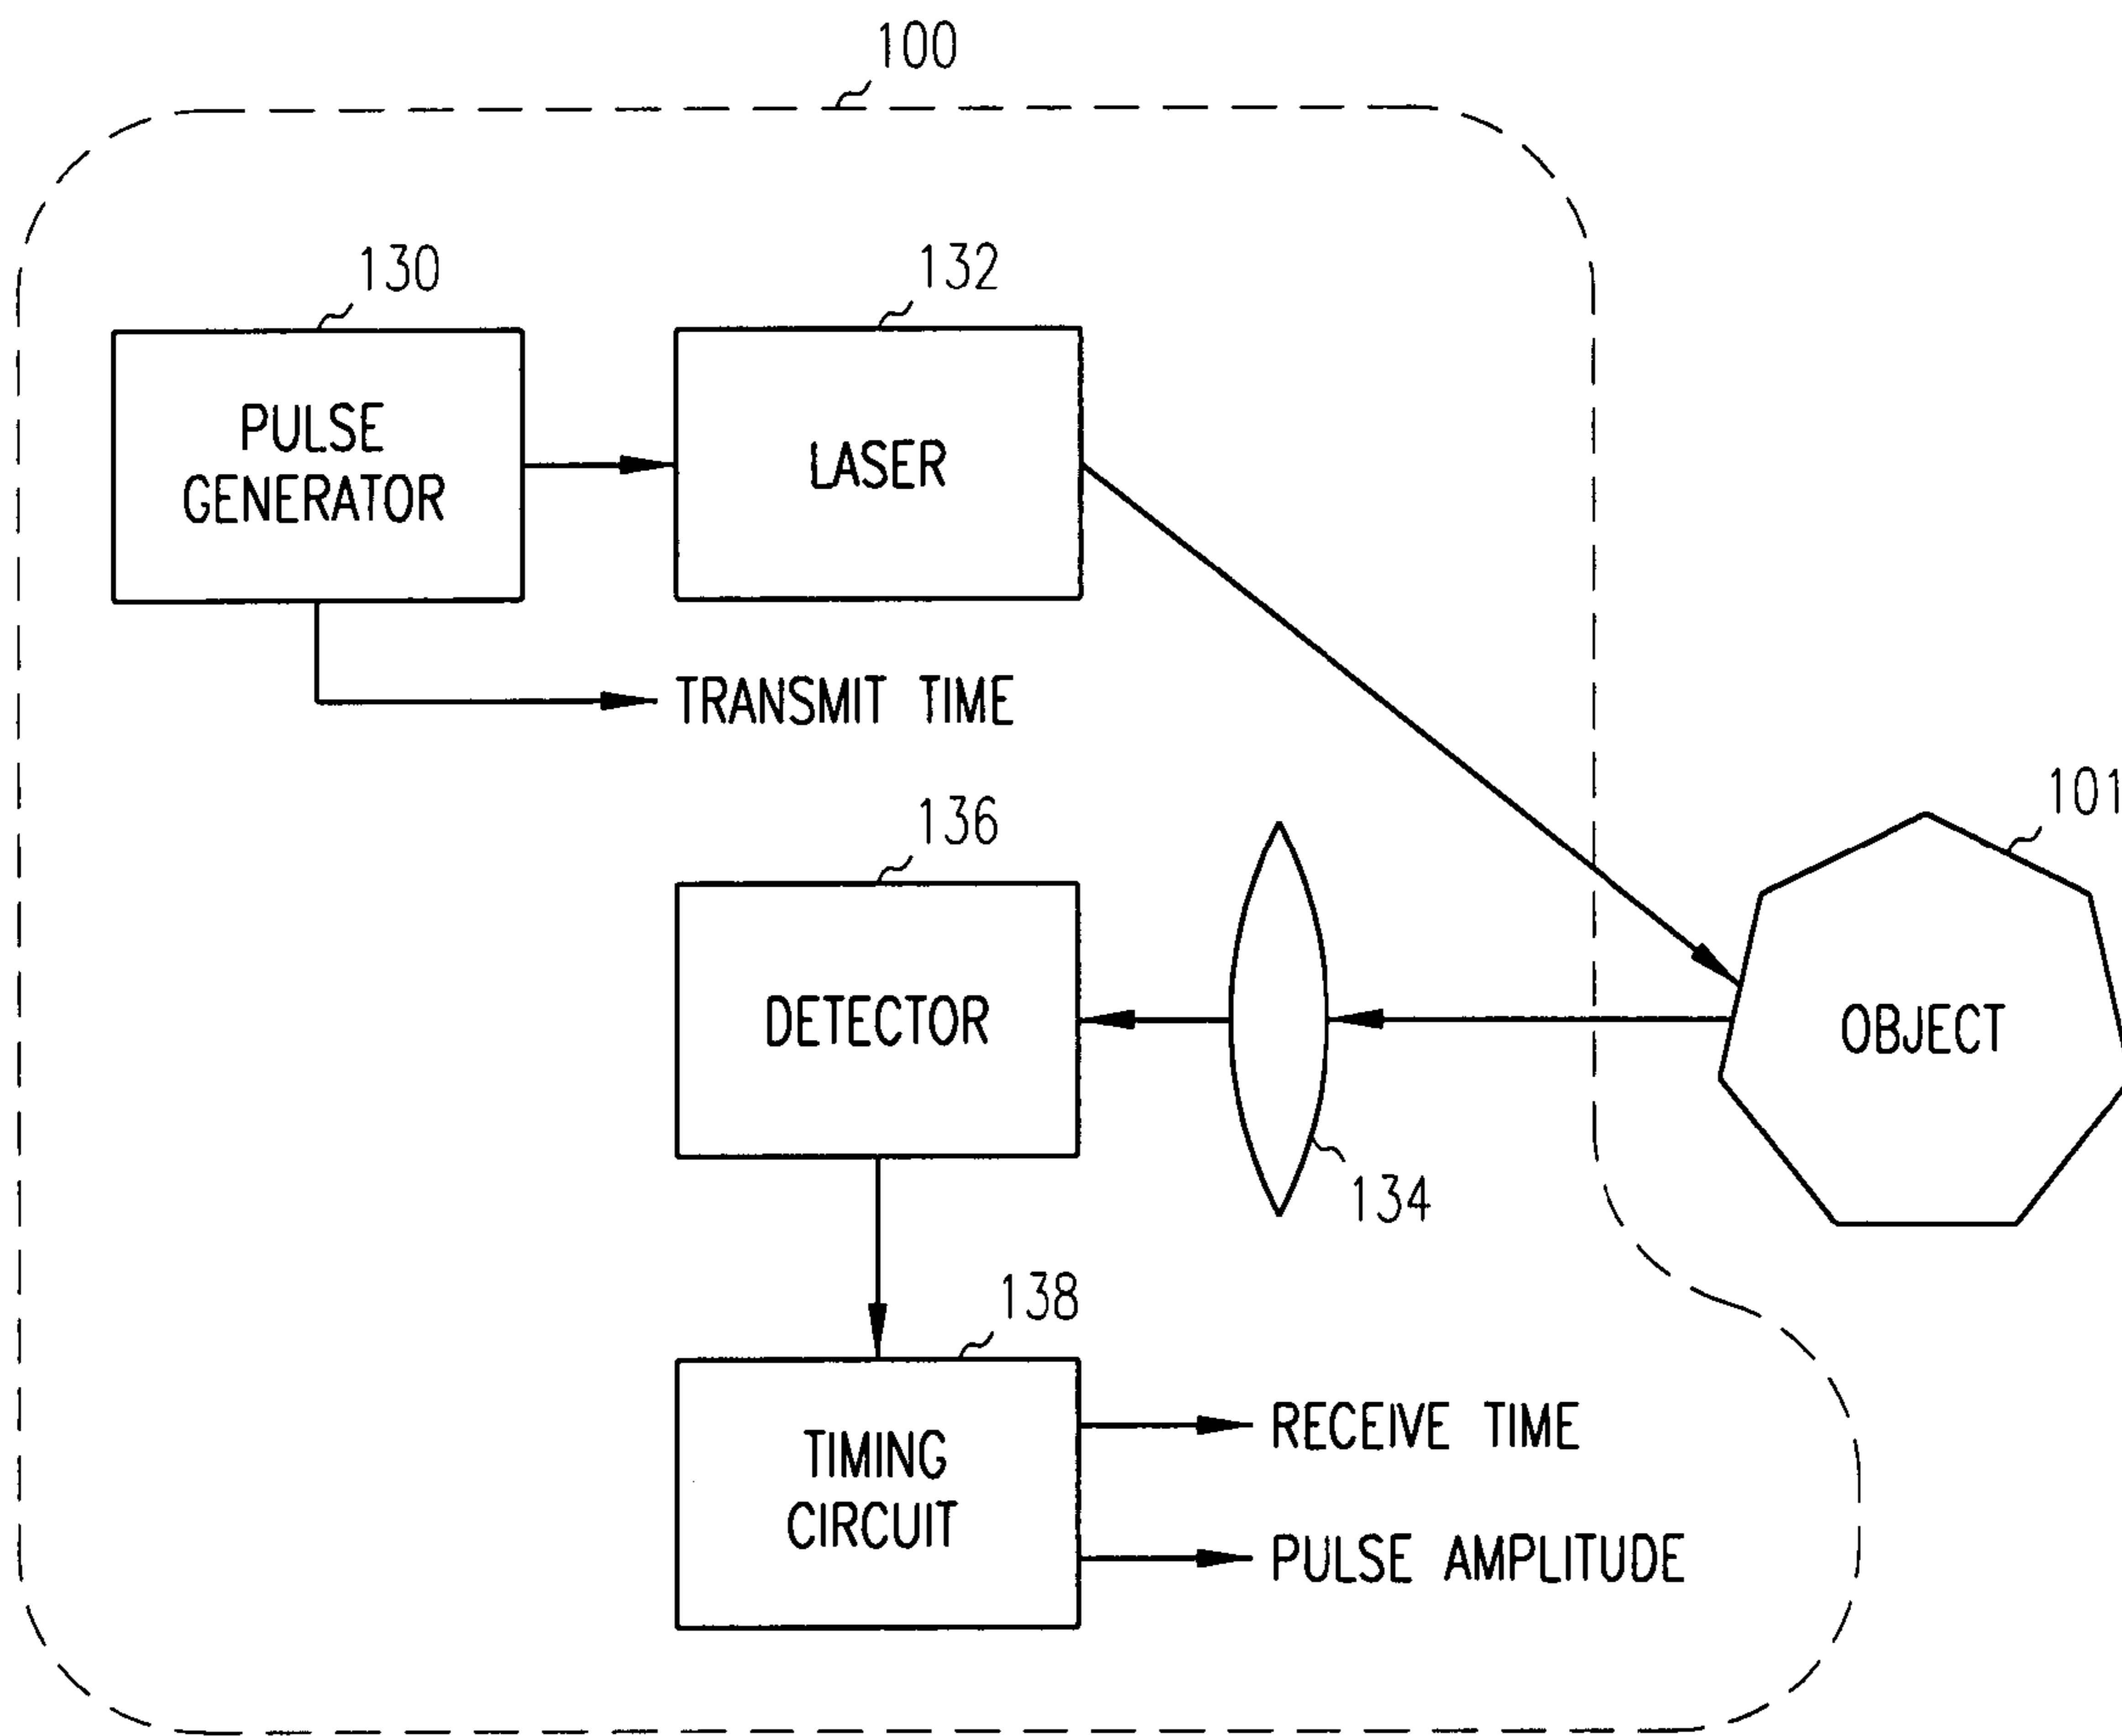 100
130
132
PULSE
GENERATOR
LASER
TRANSMIT TIME
136
101
DETECTOR
OBJECT
134
138
TIMING
CIRCUIT
RECEIVE TIME
PULSE AMPLITUDE